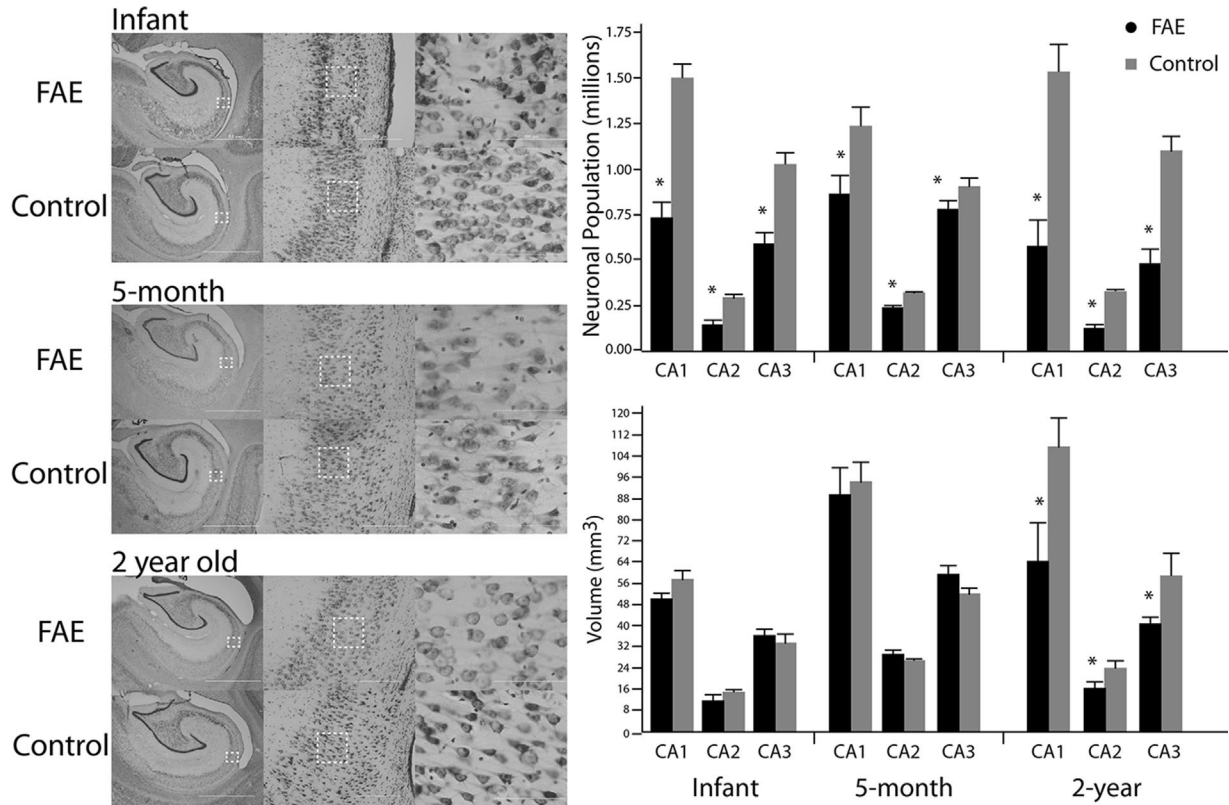 Infant
FAE
Control
5-month
FAE
Control
2 year old
FAE
Control
FAE
Control
Neuronal Population (millions)
1.75
1.50
1.25
1.00
0.75
0.50
0.25
0.00
* * * * * * * * *
CA1 CA2 CA3 CA1 CA2 CA3 CA1 CA2 CA3
Volume (mm3)
120
112
104
96
88
80
72
64
56
48
40
32
24
16
8
0
* * *
CA1 CA2 CA3 CA1 CA2 CA3 CA1 CA2 CA3
Infant 5-month 2-year